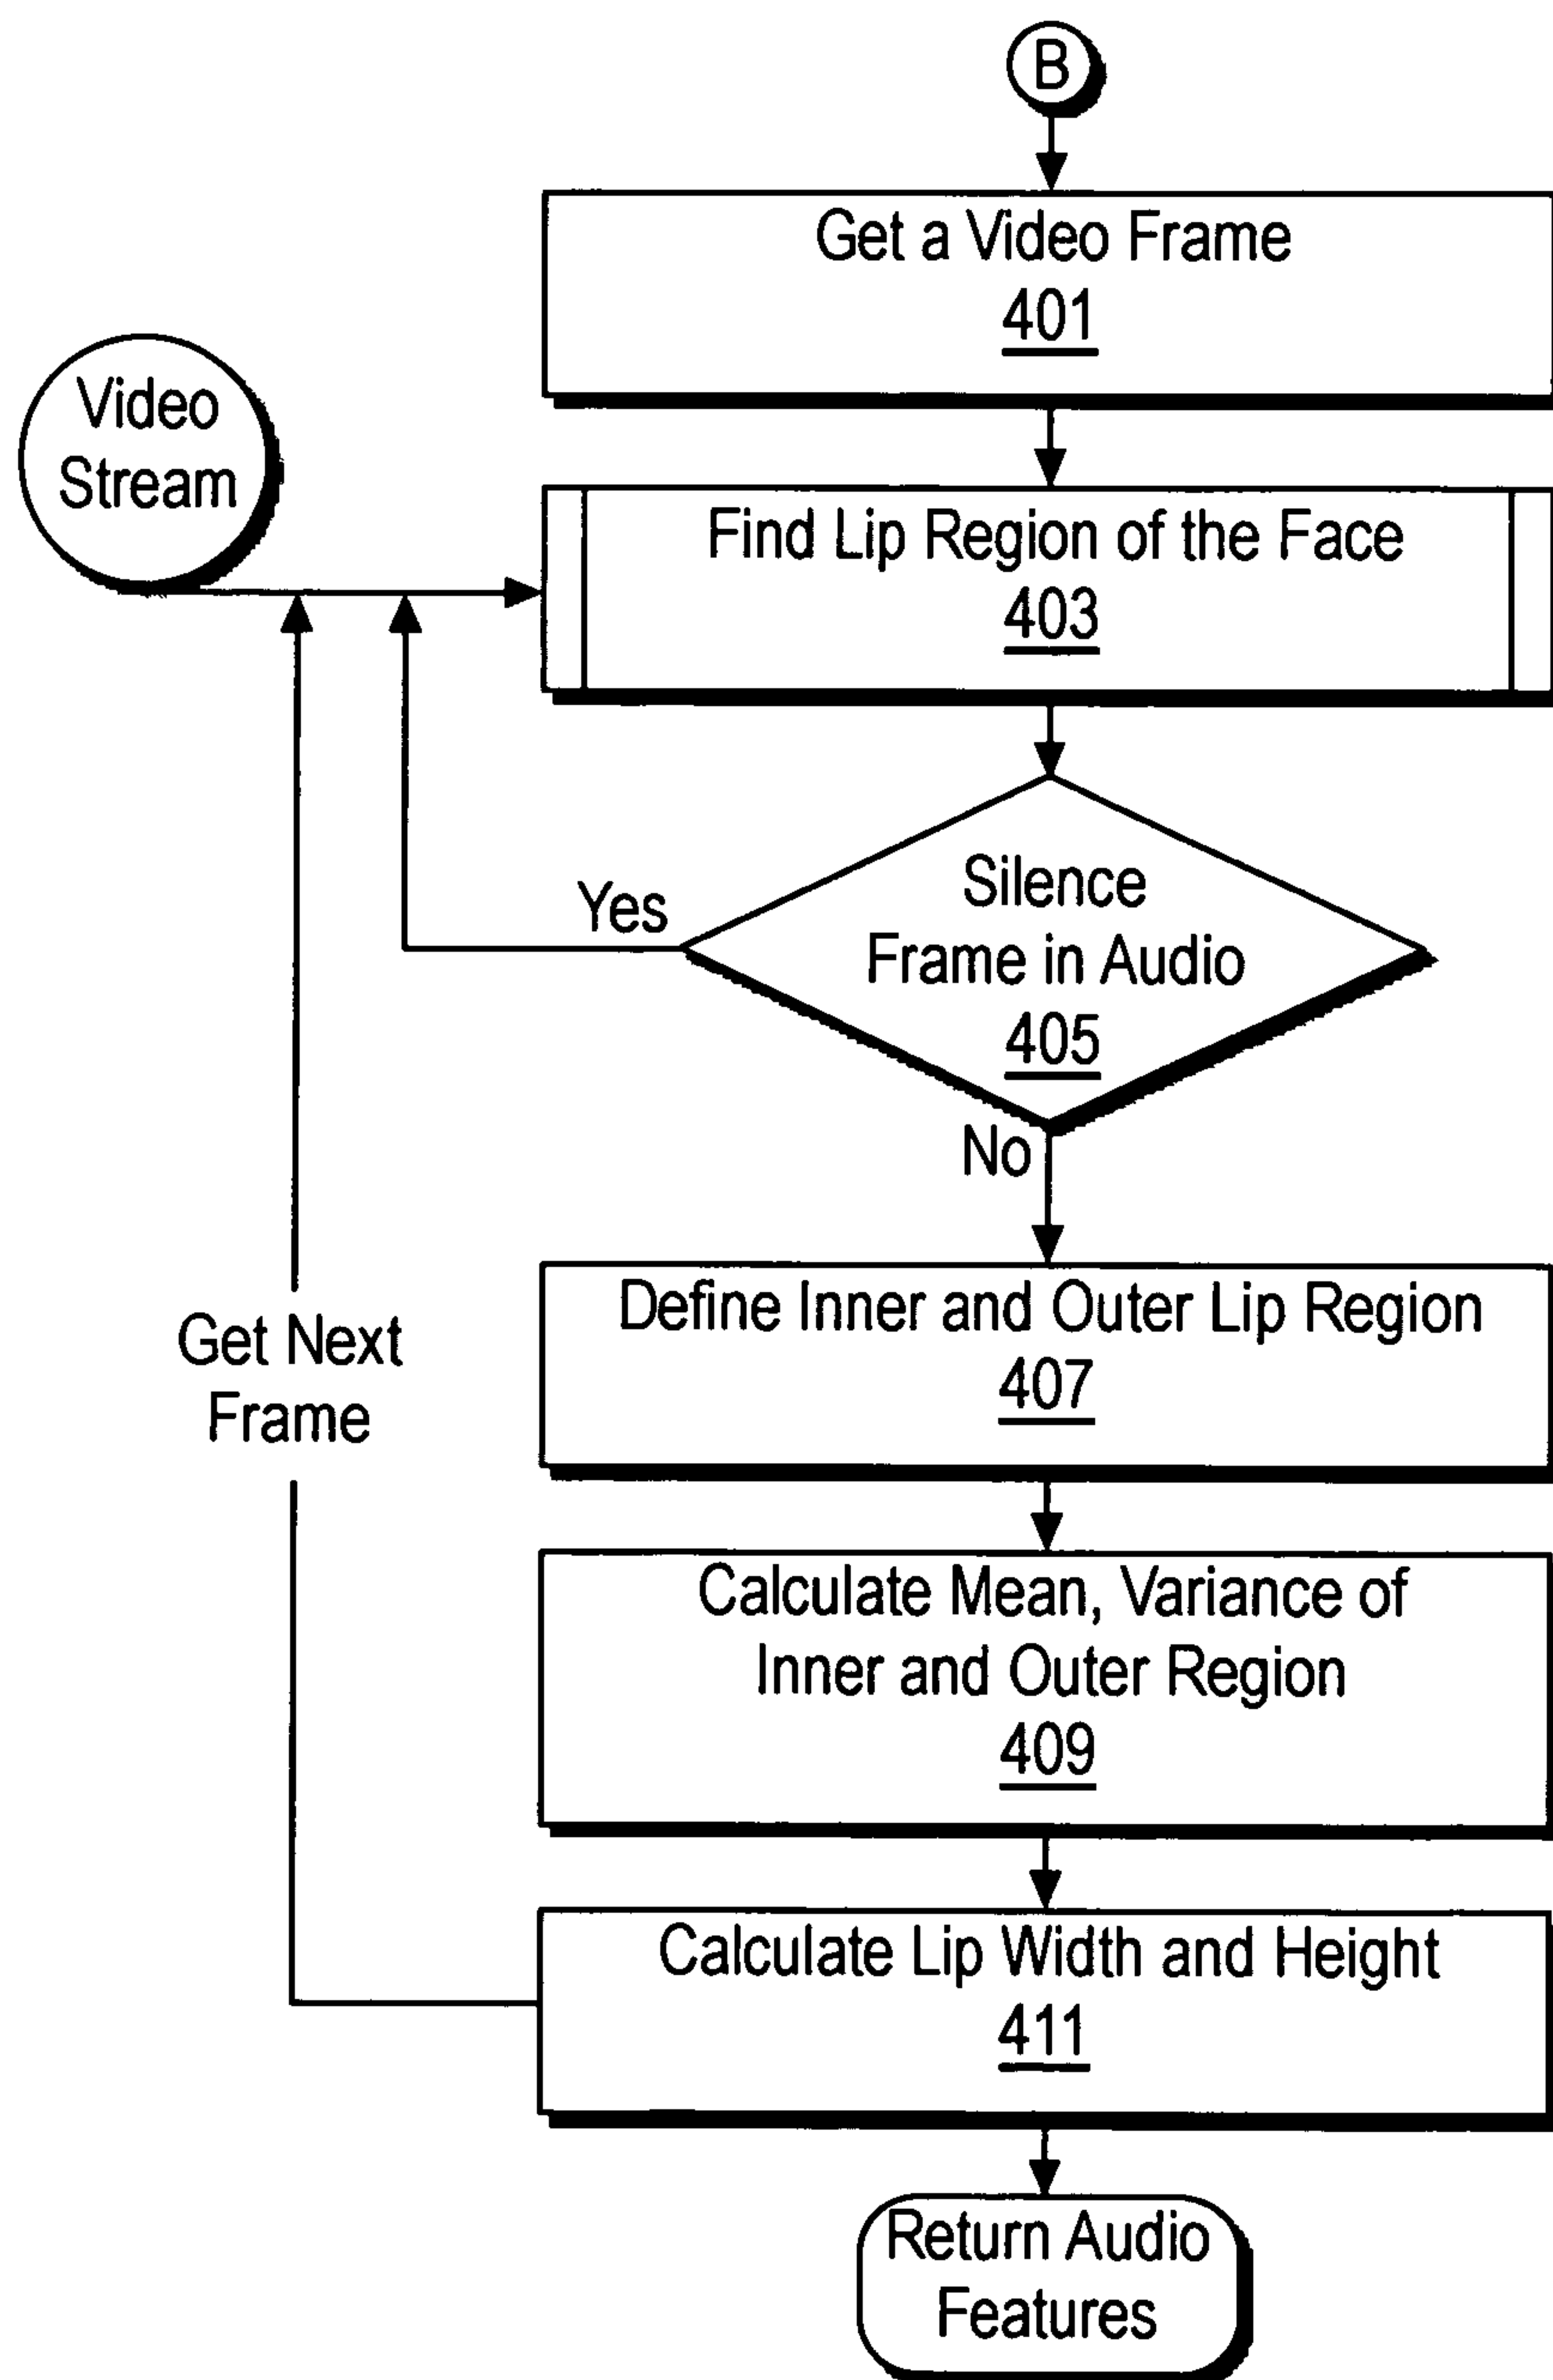 B
Get a Video Frame
401
Video
Stream
Find Lip Region of the Face
403
Silence
Frame in Audio
405
Yes
No
Define Inner and Outer Lip Region
407
Get Next
Frame
Calculate Mean, Variance of
Inner and Outer Region
409
Calculate Lip Width and Height
411
Return Audio
Features